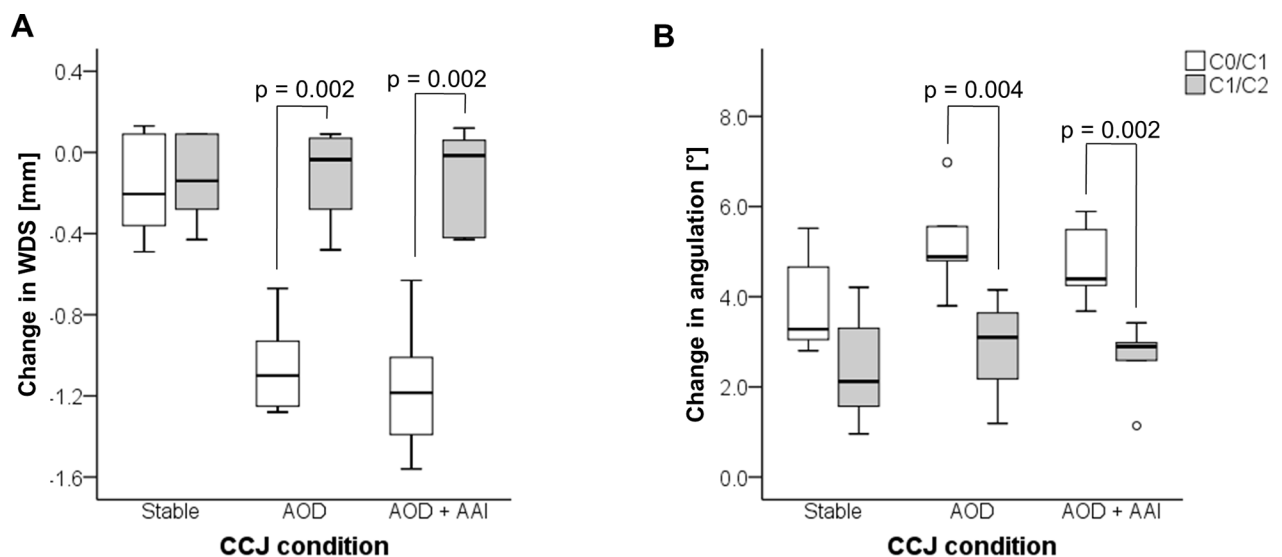 A
Change in WDS [mm]
0.4
0.0
-0.4
-0.8
-1.2
-1.6
p = 0.002
p = 0.002
Stable AOD AOD + AAI
CCJ condition
B
C0/C1
C1/C2
Change in angulation [°]
8.0
6.0
4.0
2.0
0.0
p = 0.004
p = 0.002
Stable AOD AOD + AAI
CCJ condition